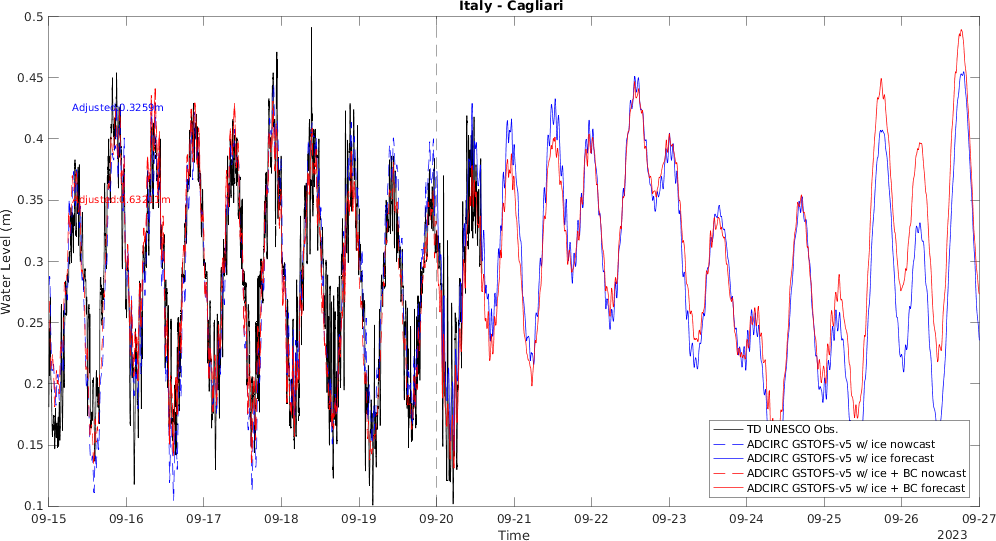 Italy - Cagliari
0.5
0.45
0.4
0.35
0.3
0.25
0.2
0.15
0.1
Water Level (m)
Adjusted:0.3259m
TD UNESCO Obs.
ADCIRC GSTOFS-v5 w/ ice nowcast
ADCIRC GSTOFS-v5 w/ ice forecast
ADCIRC GSTOFS-v5 w/ ice + BC nowcast
ADCIRC GSTOFS-v5 w/ ice + BC forecast
09-15 09-16 09-17 09-18 09-19 09-20 09-21 09-22 09-23 09-24 09-25 09-26 09-27
Time
2023